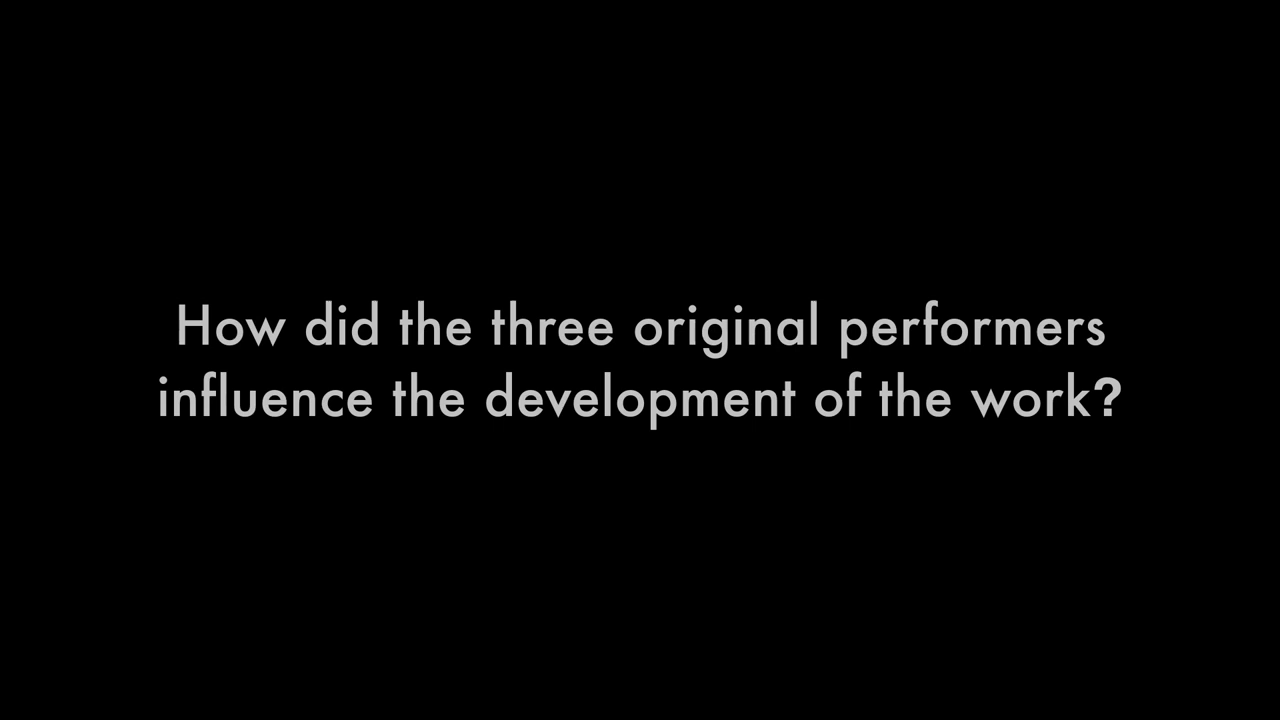 How did the three original performers
influence the development of the work?